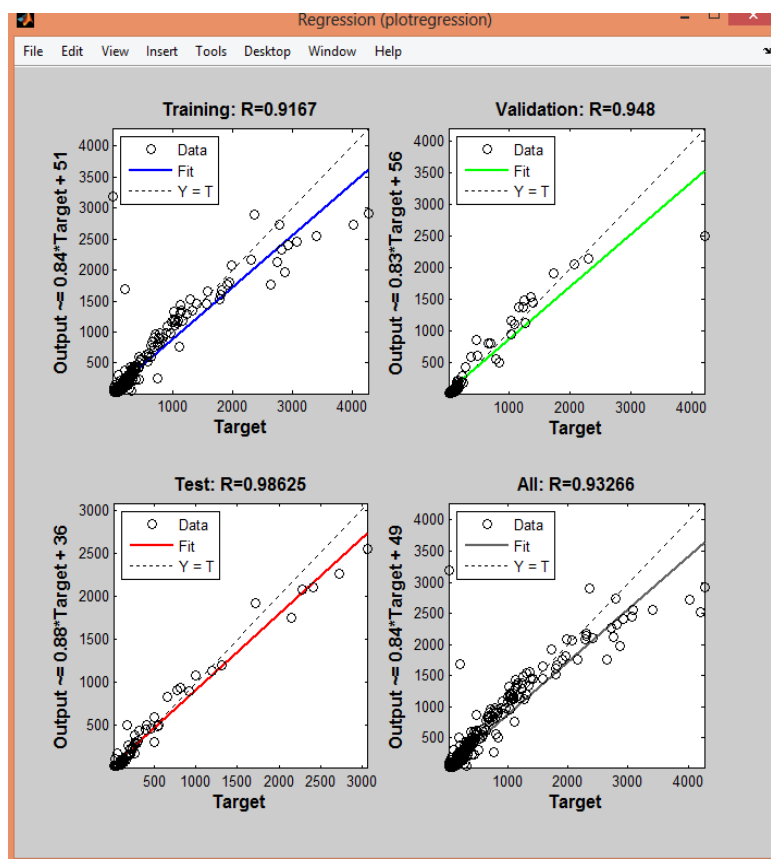 Regression (plotregression)
File Edit View Insert Tools Desktop Window Help
Training: R=0.9167
Output ~= 0.84*Target + 51
4000
3500
3000
2500
2000
1500
1000
500
Data
Fit
Y = T
1000 2000 3000 4000
Target
Validation: R=0.948
Output ~= 0.83*Target + 56
4000
3500
3000
2500
2000
1500
1000
500
Data
Fit
Y = T
1000 2000 3000 4000
Target
Test: R=0.98625
Output ~= 0.88*Target + 36
3000
2500
2000
1500
1000
500
Data
Fit
Y = T
500 1000 1500 2000 2500 3000
Target
All: R=0.93266
Output ~= 0.84*Target + 49
4000
3500
3000
2500
2000
1500
1000
500
Data
Fit
Y = T
1000 2000 3000 4000
Target